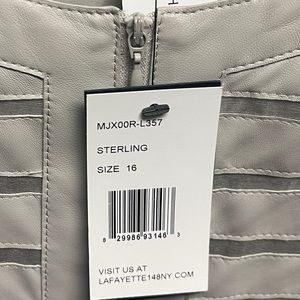 MJX00R-L357
STERLING
SIZE 16
8 29986 93146 3
VISIT US AT
LAFAYETTE148NY.COM